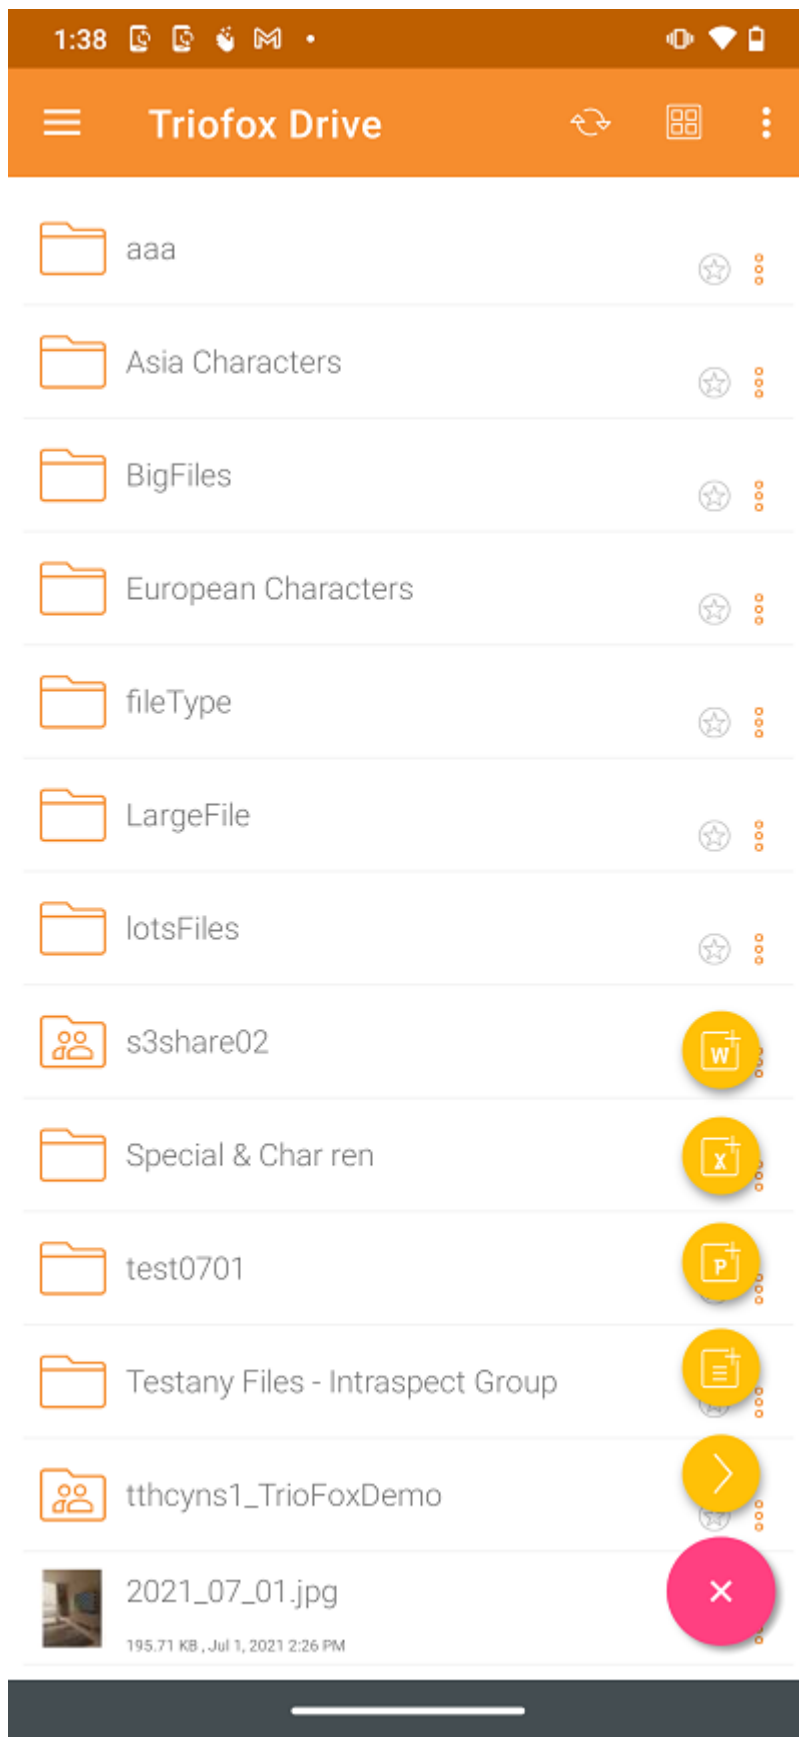 1:38
Triofox Drive
aaa
Asia Characters
BigFiles
European Characters
fileType
LargeFile
lotsFiles
s3share02
W
Special & Char ren
X
test0701
P
Testany Files - Intraspect Group
tthcyns1_TrioFoxDemo
2021_07_01.jpg
195.71 KB , Jul 1, 2021 2:26 PM